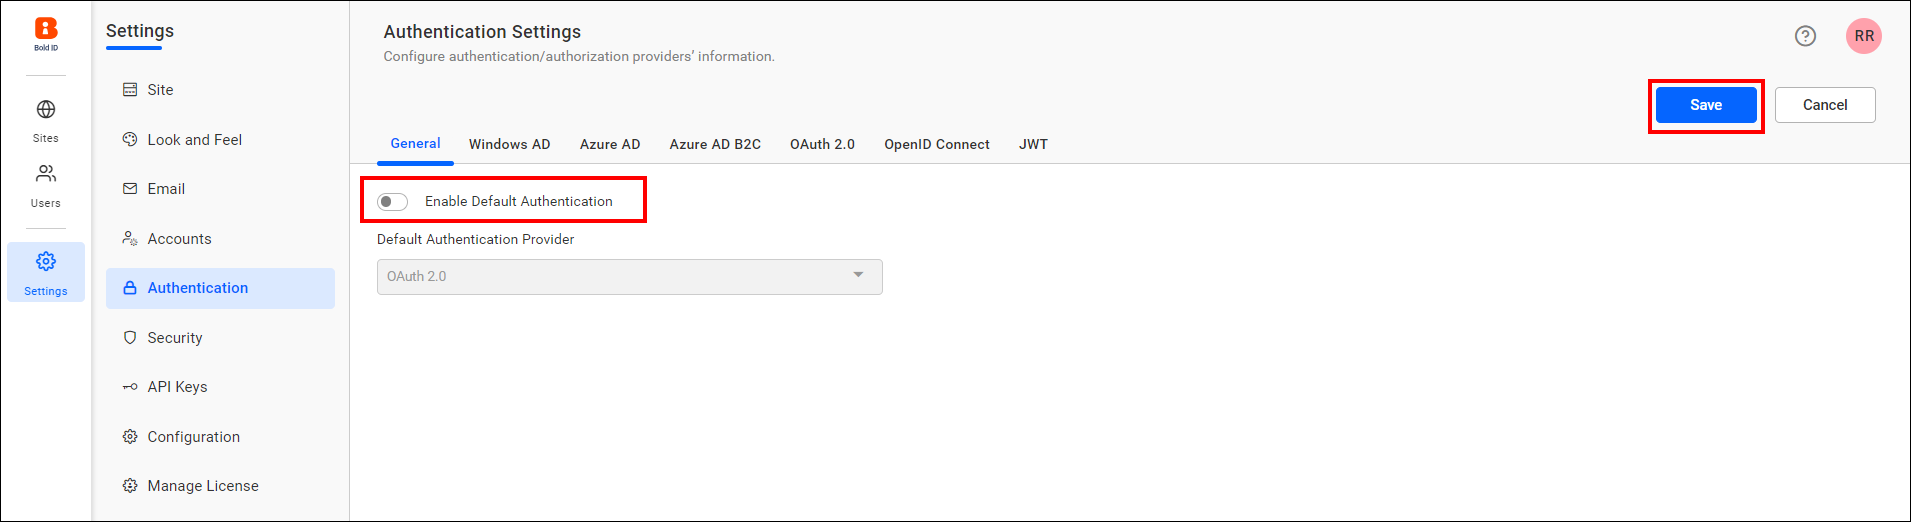 Bold ID
Sites
Users
Settings
Settings
Site
Look and Feel
Email
Accounts
Authentication
Security
API Keys
Configuration
Manage License
Authentication Settings
Configure authentication/authorization providers’ information.
RR
Save
Cancel
General
Windows AD
Azure AD
Azure AD B2C
OAuth 2.0
OpenID Connect
JWT
Enable Default Authentication
Default Authentication Provider
OAuth 2.0